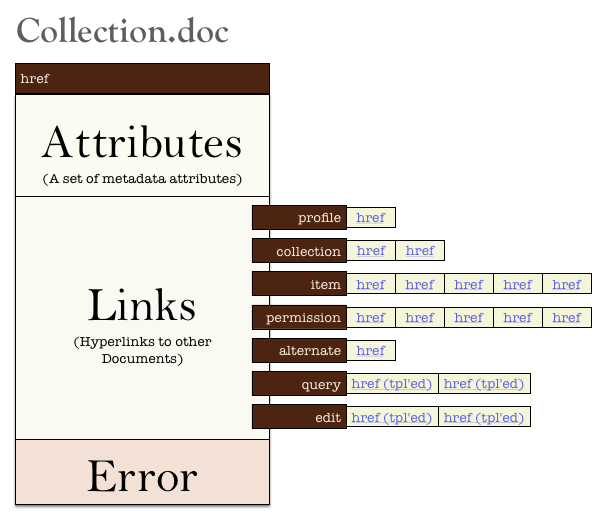 Collection.doc
href
Attributes
(A set of metadata attributes)
profile href
collection href href
item href href href href href
Links
(Hyperlinks to other
Documents)
permission href href href href href
alternate href
query href (tpl'ed) href (tpl'ed)
edit href (tpl'ed) href (tpl'ed)
Error